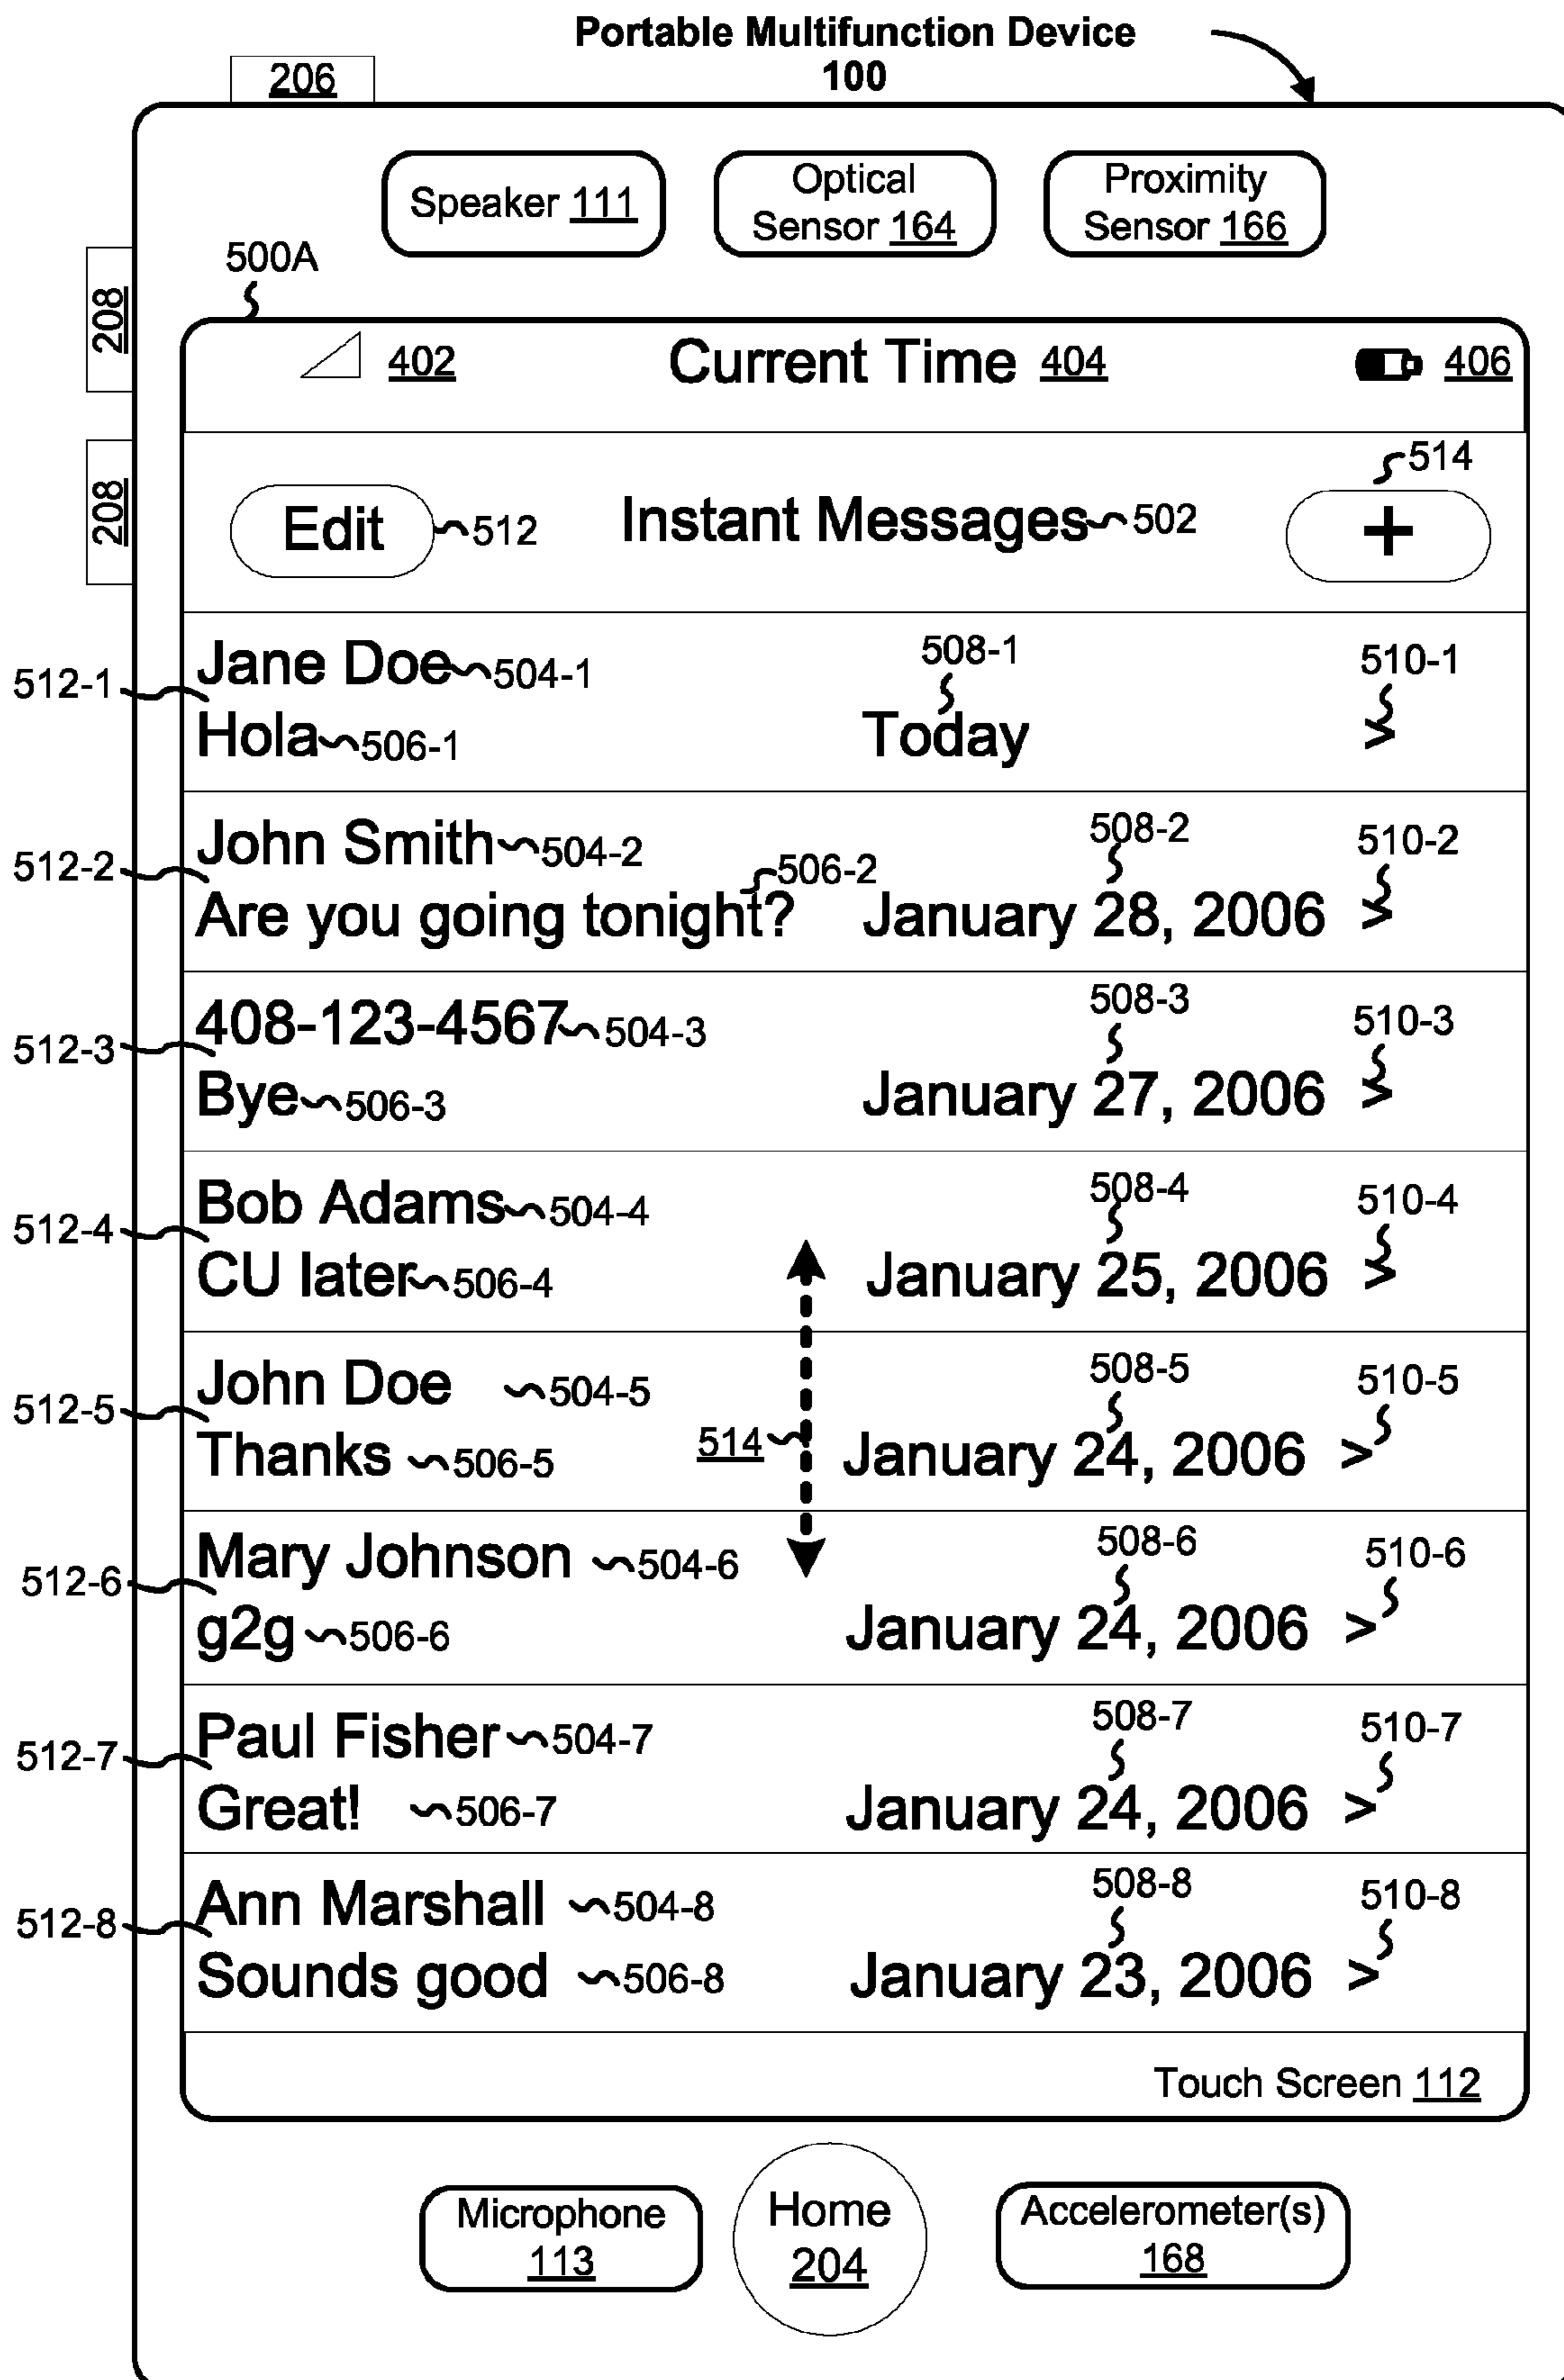 Portable Multifunction Device
100
206
Speaker 111
Optical
Sensor 164
Proximity
Sensor 166
500A
208
402
Current Time 404
406
208
514
Edit
512
Instant Messages
502
+
Jane Doe
504-1
508-1
510-1
512-1
Hola
506-1
Today
>
John Smith
504-2
508-2
510-2
512-2
506-2
Are you going tonight?
January 28, 2006
>
408-123-4567
504-3
508-3
510-3
512-3
Bye
506-3
January 27, 2006
>
Bob Adams
504-4
508-4
510-4
512-4
CU later
506-4
January 25, 2006
>
John Doe
504-5
508-5
510-5
512-5
Thanks
506-5
514
January 24, 2006
>
Mary Johnson
504-6
508-6
510-6
512-6
g2g
506-6
January 24, 2006
>
Paul Fisher
504-7
508-7
510-7
512-7
Great!
506-7
January 24, 2006
>
Ann Marshall
504-8
508-8
510-8
512-8
Sounds good
506-8
January 23, 2006
>
Touch Screen 112
Microphone
113
Home
204
Accelerometer(s)
168